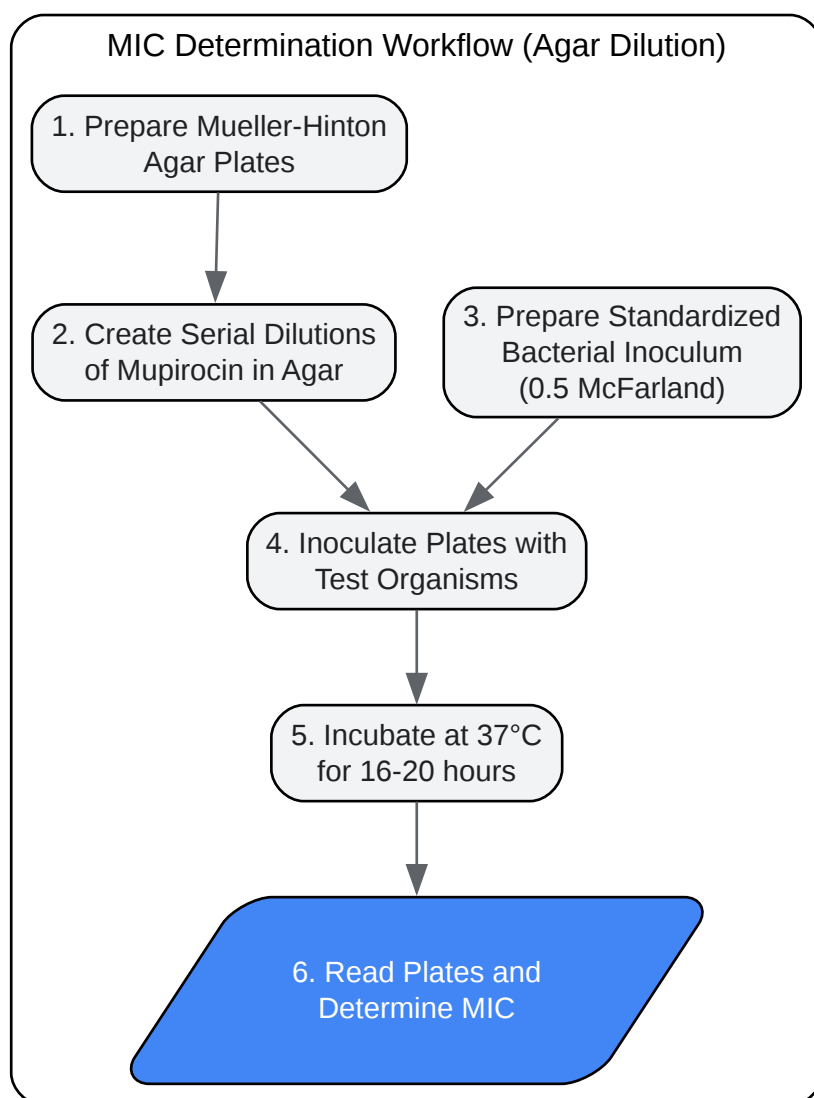 MIC Determination Workflow (Agar Dilution)
1. Prepare Mueller-Hinton
Agar Plates
2. Create Serial Dilutions
of Mupirocin in Agar
3. Prepare Standardized
Bacterial Inoculum
(0.5 McFarland)
4. Inoculate Plates with
Test Organisms
5. Incubate at 37°C
for 16-20 hours
6. Read Plates and
Determine MIC